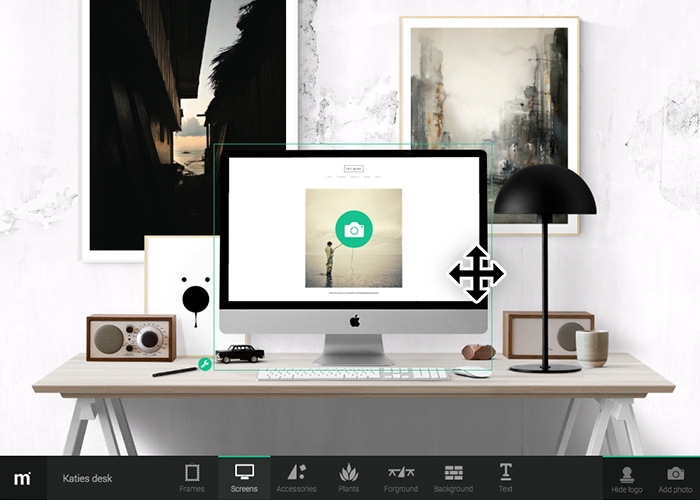 m
Katies desk
Frames
Screens
Accessories
Plants
Forground
Background
Text
Hide logo
Add photo